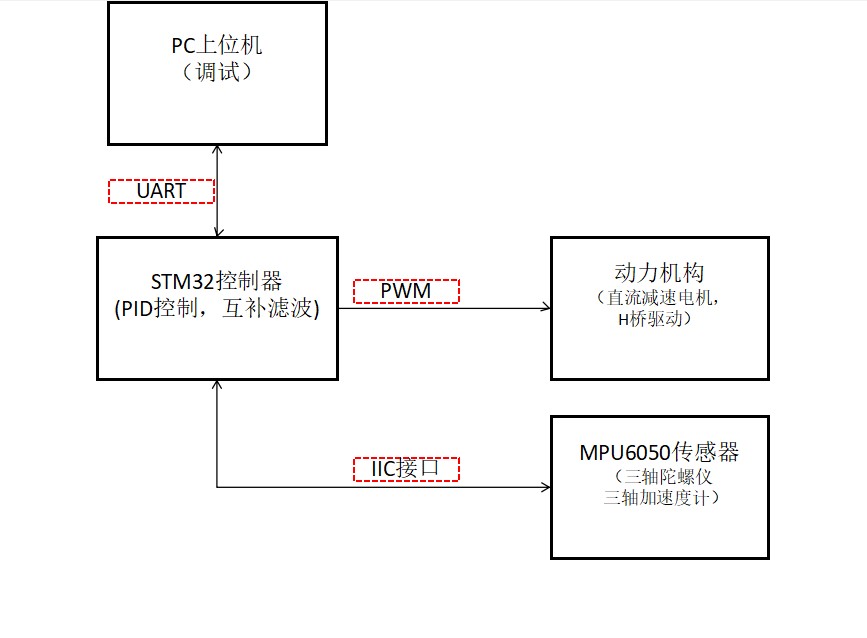 PC上位机
（调试）
UART
STM32控制器
(PID控制，互补滤波)
PWM
动力机构
（直流减速电机，
H桥驱动）
IIC接口
MPU6050传感器
（三轴陀螺仪
三轴加速度计）